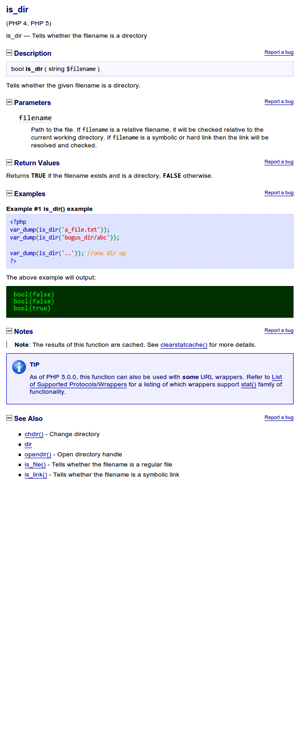 is_dir
(PHP 4, PHP 5)
is_dir — Tells whether the filename is a directory
Description
Report a bug
bool is_dir ( string $filename )
Tells whether the given filename is a directory.
Parameters
Report a bug
filename
Path to the file. If filename is a relative filename, it will be checked relative to the
current working directory. If filename is a symbolic or hard link then the link will be
resolved and checked.
Return Values
Report a bug
Returns TRUE if the filename exists and is a directory, FALSE otherwise.
Examples
Report a bug
Example #1 is_dir() example
<?php
var_dump(is_dir('a_file.txt'));
var_dump(is_dir('bogus_dir/abc'));
var_dump(is_dir('..')); //one dir up
?>
The above example will output:
bool(false)
bool(false)
bool(true)
Notes
Report a bug
Note: The results of this function are cached. See clearstatcache() for more details.
TIP
As of PHP 5.0.0, this function can also be used with some URL wrappers. Refer to List
of Supported Protocols/Wrappers for a listing of which wrappers support stat() family of
functionality.
See Also
Report a bug
chdir() - Change directory
dir
opendir() - Open directory handle
is_file() - Tells whether the filename is a regular file
is_link() - Tells whether the filename is a symbolic link